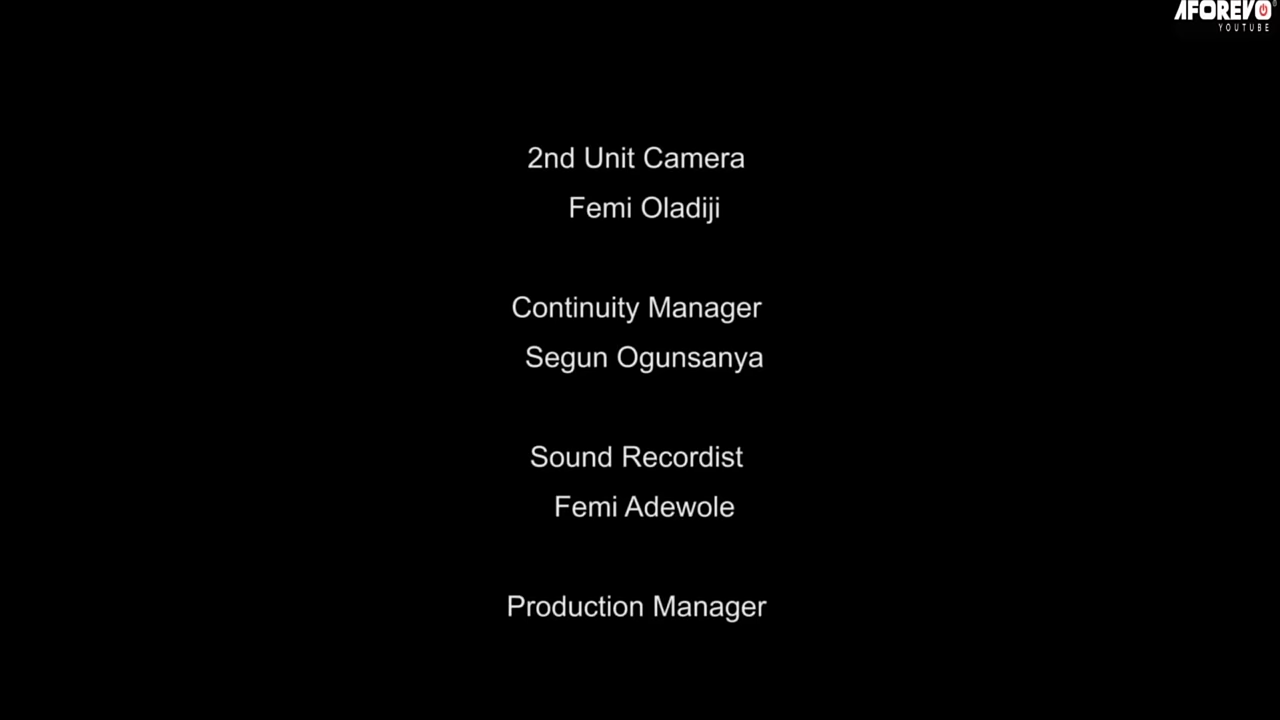 AFOREVO
YOUTUBE
2nd Unit Camera
Femi Oladiji
Continuity Manager
Segun Ogunsanya
Sound Recordist
Femi Adewole
Production Manager